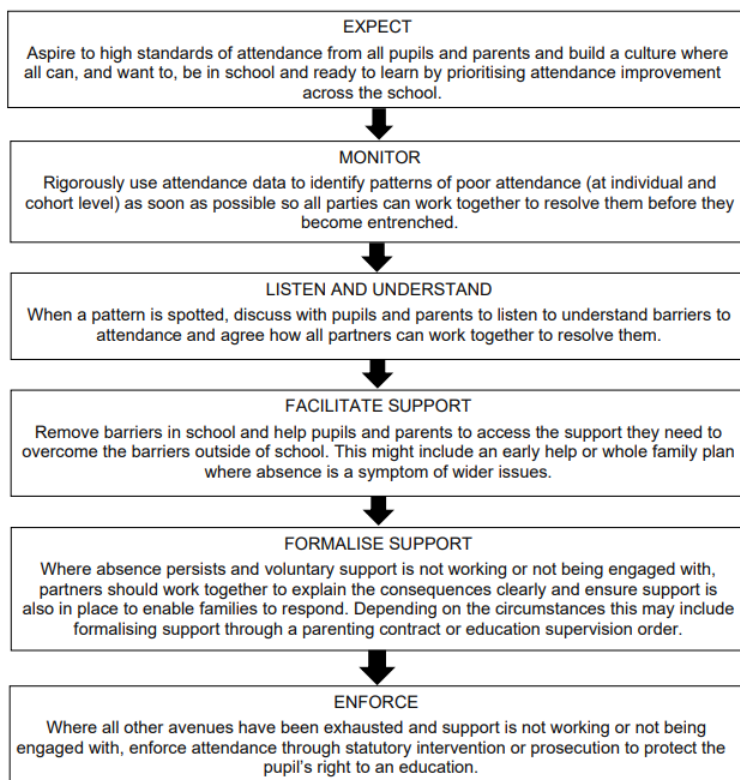 EXPECT
Aspire to high standards of attendance from all pupils and parents and build a culture where
all can, and want to, be in school and ready to learn by prioritising attendance improvement
across the school.
MONITOR
Rigorously use attendance data to identify patterns of poor attendance (at individual and
cohort level) as soon as possible so all parties can work together to resolve them before they
become entrenched.
LISTEN AND UNDERSTAND
When a pattern is spotted, discuss with pupils and parents to listen to understand barriers to
attendance and agree how all partners can work together to resolve them.
FACILITATE SUPPORT
Remove barriers in school and help pupils and parents to access the support they need to
overcome the barriers outside of school. This might include an early help or whole family plan
where absence is a symptom of wider issues.
FORMALISE SUPPORT
Where absence persists and voluntary support is not working or not being engaged with,
partners should work together to explain the consequences clearly and ensure support is
also in place to enable families to respond. Depending on the circumstances this may include
formalising support through a parenting contract or education supervision order.
ENFORCE
Where all other avenues have been exhausted and support is not working or not being
engaged with, enforce attendance through statutory intervention or prosecution to protect the
pupil's right to an education.